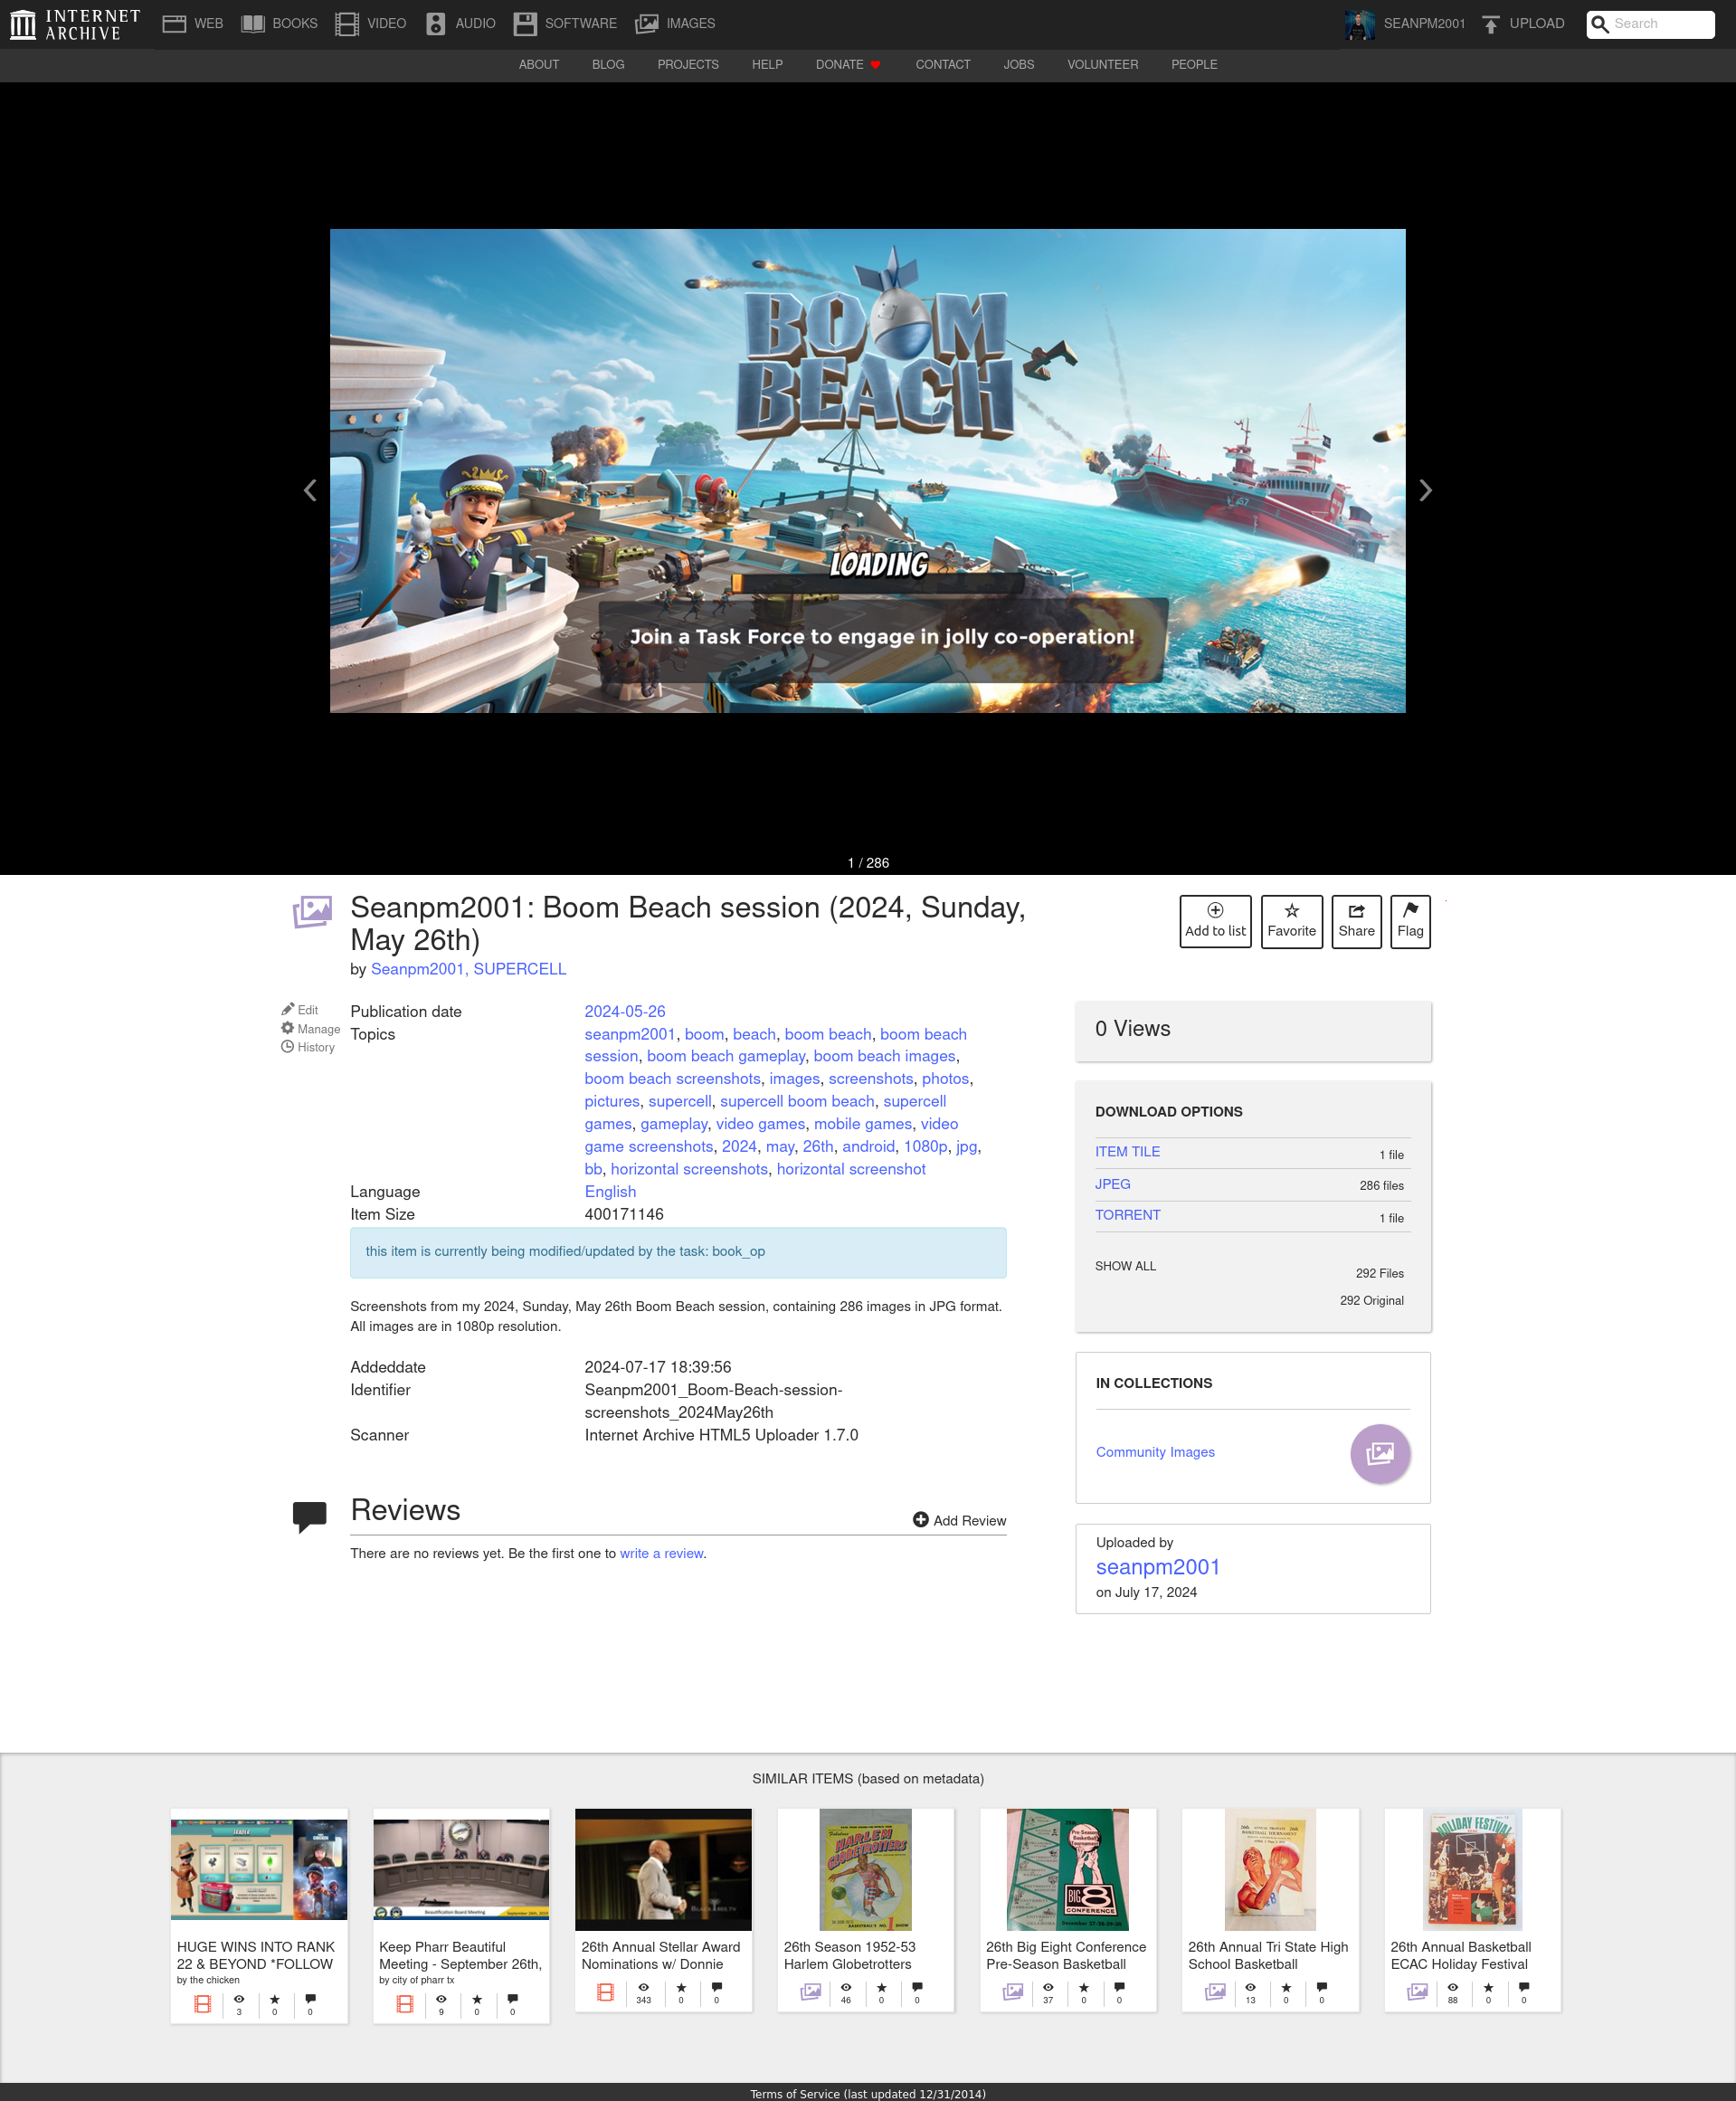 INTERNET ARCHIVE
WEB BOOKS VIDEO AUDIO SOFTWARE IMAGES SEANPM2001 UPLOAD Search
ABOUT BLOG PROJECTS HELP DONATE CONTACT JOBS VOLUNTEER PEOPLE
BOOM
BEACH
LOADING
Join a Task Force to engage in jolly co-operation!
1 / 286
Seanpm2001: Boom Beach session (2024, Sunday,
May 26th)
by Seanpm2001, SUPERCELL
Add to list Favorite Share Flag
Edit
Manage
History
Publication date 2024-05-26
Topics seanpm2001, boom, beach, boom beach, boom beach
session, boom beach gameplay, boom beach images,
boom beach screenshots, images, screenshots, photos,
pictures, supercell, supercell boom beach, supercell
games, gameplay, video games, mobile games, video
game screenshots, 2024, may, 26th, android, 1080p, jpg,
bb, horizontal screenshots, horizontal screenshot
Language English
Item Size 400171146
this item is currently being modified/updated by the task: book_op
Screenshots from my 2024, Sunday, May 26th Boom Beach session, containing 286 images in JPG format.
All images are in 1080p resolution.
Addeddate 2024-07-17 18:39:56
Identifier Seanpm2001_Boom-Beach-session-
screenshots_2024May26th
Scanner Internet Archive HTML5 Uploader 1.7.0
Reviews
Add Review
There are no reviews yet. Be the first one to write a review.
0 Views
DOWNLOAD OPTIONS
ITEM TILE 1 file
JPEG 286 files
TORRENT 1 file
SHOW ALL 292 Files
292 Original
IN COLLECTIONS
Community Images
Uploaded by
seanpm2001
on July 17, 2024
SIMILAR ITEMS (based on metadata)
HUGE WINS INTO RANK
22 & BEYOND *FOLLOW
by the chicken
3 0 0
Beautification Board Meeting
Keep Pharr Beautiful
Meeting - September 26th,
by city of pharr tx
9 0 0
26th Annual Stellar Award
Nominations w/ Donnie
343 0 0
HARLEM
GLOBETROTTERS
26th Season 1952-53
Harlem Globetrotters
46 0 0
BIG 8
CONFERENCE
26th Big Eight Conference
Pre-Season Basketball
37 0 0
26th Annual Tri State High
School Basketball
13 0 0
HOLIDAY FESTIVAL
26th Annual Basketball
ECAC Holiday Festival
88 0 0
Terms of Service (last updated 12/31/2014)